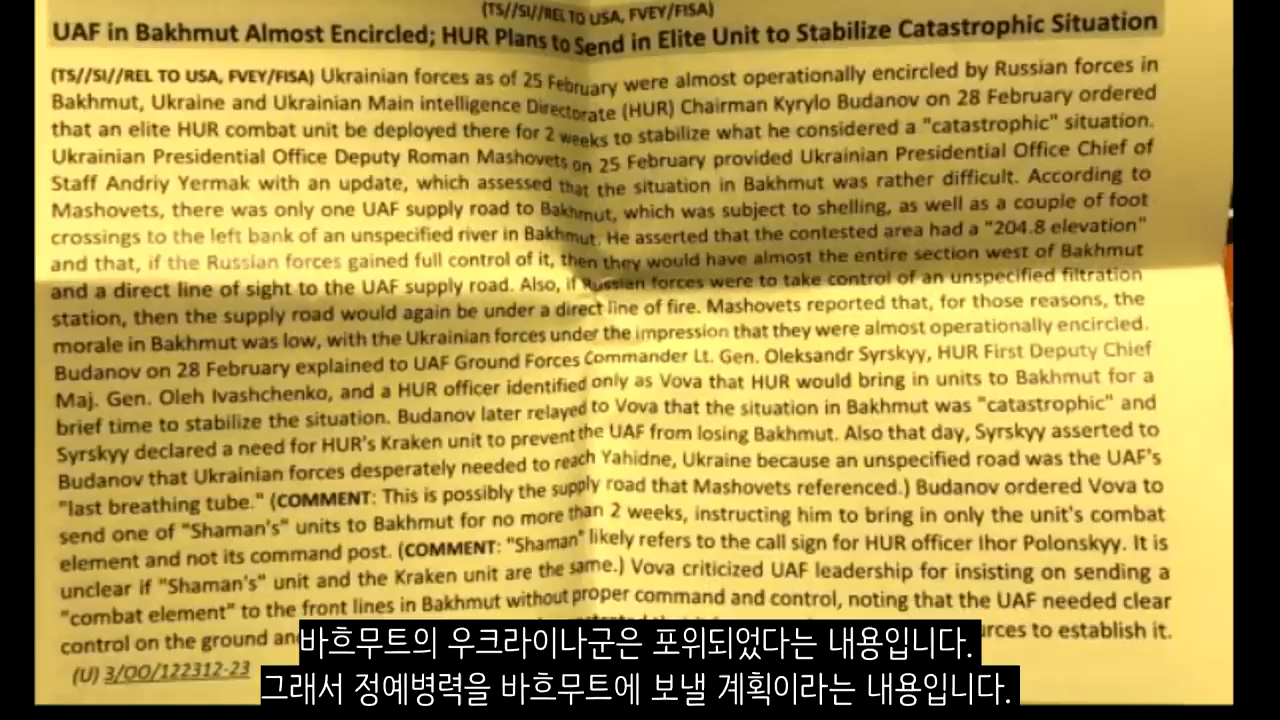 (TS//SI//REL TO USA, FVEY/FISA)
UAF in Bakhmut Almost Encircled; HUR Plans to Send in Elite Unit to Stabilize Catastrophic Situation
(TS//SI//REL TO USA, FVEY/FISA) Ukrainian forces as of 25 February were almost operationally encircled by Russian forces in
Bakhmut, Ukraine and Ukrainian Main intelligence Directorate (HUR) Chairman Kyrylo Budanov on 28 February ordered
that an elite HUR combat unit be deployed there for 2 weeks to stabilize what he considered a "catastrophic" situation.
Ukrainian Presidential Office Deputy Roman Mashovets on 25 February provided Ukrainian Presidential Office Chief of
Staff Andriy Yermak with an update, which assessed that the situation in Bakhmut was rather difficult. According to
Mashovets, there was only one UAF supply road to Bakhmut, which was subject to shelling, as well as a couple of foot
crossings to the left bank of an unspecified river in Bakhmut. He asserted that the contested area had a "204.8 elevation"
and that, if the Russian forces gained full control of it, then they would have almost the entire section west of Bakhmut
and a direct line of sight to the UAF supply road. Also, if Russian forces were to take control of an unspecified filtration
station, then the supply road would again be under a direct line of fire. Mashovets reported that, for those reasons, the
morale in Bakhmut was low, with the Ukrainian forces under the impression that they were almost operationally encircled.
Budanov on 28 February explained to UAF Ground Forces Commander Lt. Gen. Oleksandr Syrskyy, HUR First Deputy Chief
Maj. Gen. Oleh Ivashchenko, and a HUR officer identified only as Vova that HUR would bring in units to Bakhmut for a
brief time to stabilize the situation. Budanov later relayed to Vova that the situation in Bakhmut was "catastrophic" and
Syrskyy declared a need for HUR's Kraken unit to prevent the UAF from losing Bakhmut. Also that day, Syrskyy asserted to
Budanov that Ukrainian forces desperately needed to reach Yahidne, Ukraine because an unspecified road was the UAF's
"last breathing tube." (COMMENT: This is possibly the supply road that Mashovets referenced.) Budanov ordered Vova to
send one of "Shaman's" units to Bakhmut for no more than 2 weeks, instructing him to bring in only the unit's combat
element and not its command post. (COMMENT: "Shaman" likely refers to the call sign for HUR officer Ihor Polonskyy. It is
unclear if "Shaman's" unit and the Kraken unit are the same.) Vova criticized UAF leadership for insisting on sending a
"combat element" to the front lines in Bakhmut without proper command and control, noting that the UAF needed clear
control on the ground to establish it.
(U) 3/OO/122312-23
바흐무트의 우크라이나군은 포위되었다는 내용입니다.
그래서 정예병력을 바흐무트에 보낼 계획이라는 내용입니다.